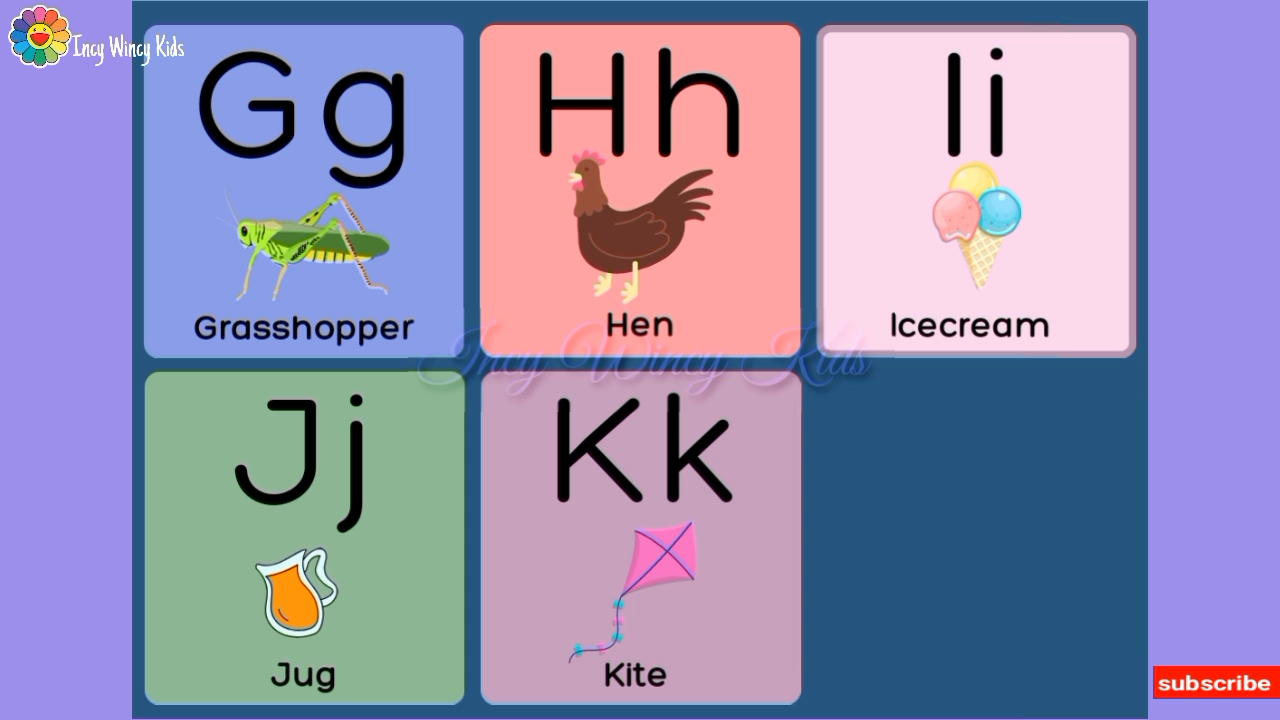 Incy Wincy Kids
Gg
Grasshopper
Hh
Hen
Ii
Icecream
Incy Wincy Kids
Jj
Jug
Kk
Kite
subscribe